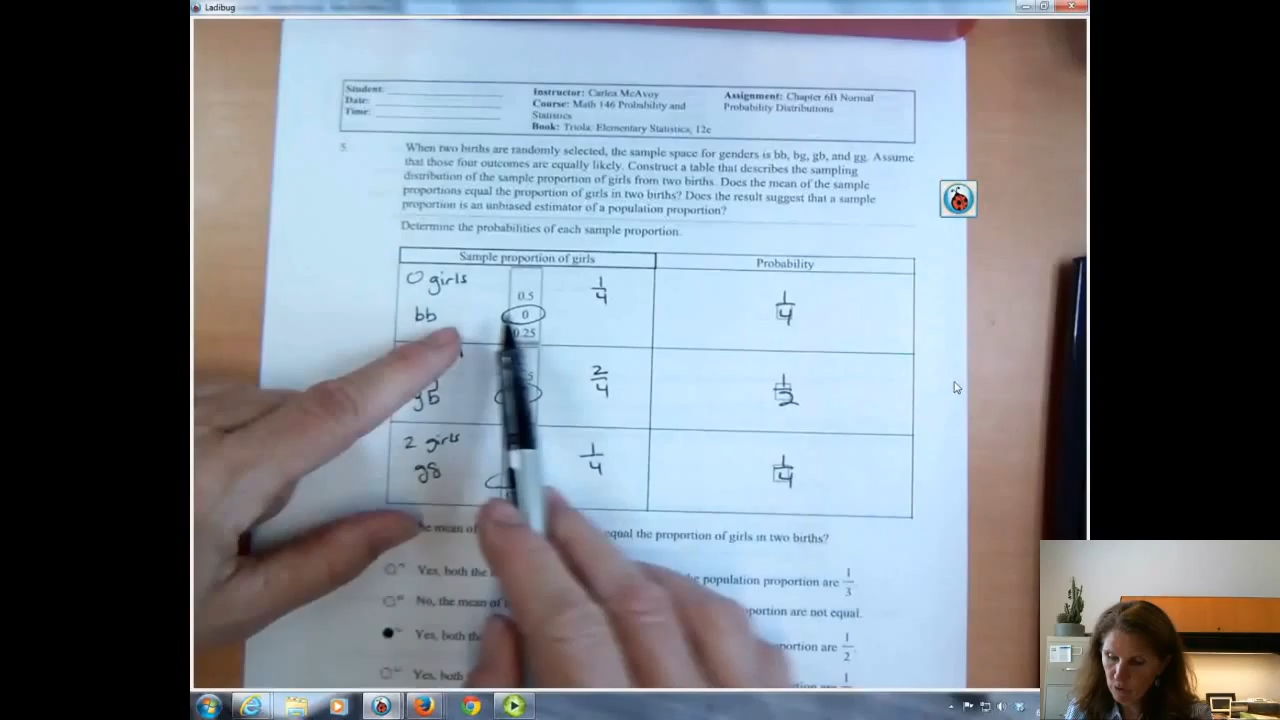 Ladibug
Student:
Date:
Time:
Instructor: Carlea McAvoy
Course: Math 146 Probability and
Statistics
Book: Triola: Elementary Statistics, 12e
Assignment: Chapter 6B Normal
Probability Distributions
5
When two births are randomly selected, the sample space for genders is bb, bg, gb, and gg. Assume
that those four outcomes are equally likely. Construct a table that describes the sampling
distribution of the sample proportion of girls from two births. Does the mean of the sample
proportions equal the proportion of girls in two births? Does the result suggest that a sample
proportion is an unbiased estimator of a population proportion?
Determine the probabilities of each sample proportion.
Sample proportion of girls
Probability
0 girls
bb
0.5
0
0.25
1/4
1/4
gb
2/4
1/2
2 girls
gg
1/4
1/4
the mean of
equal the proportion of girls in two births?
Yes, both the
the population proportion are 1/3
No, the mean of
proportion are not equal.
Yes, both the
proportion are 1/2
Yes, both the